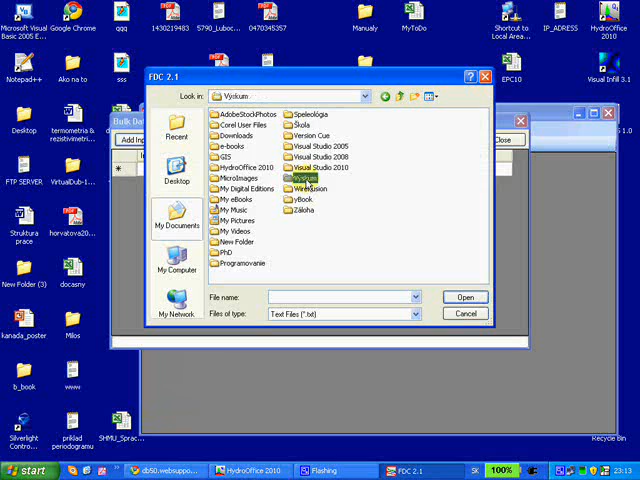 Microsoft Visual
Basic 2005 E...
Google Chrome
qqq
1430219483
5790_Luboc...
0470345357
Manualy
MyToDo
Shortcut to
Local Area...
IP_ADRESS
HydroOffice
2010
Notepad++
Ako na to
sss
EPC10
Visual Infill 3.1
Desktop
termometria &
rezistivimetri...
FTP SERVER
VirtualDub-1...
Struktura
prace
horvatova20...
New Folder (3)
docasny
kanada_poster
Milos
b_book
www
Silverlight
Contro...
priklad
periodogramu
SHMU_Sprac...
Recycle Bin
Bulk Da
Add Inp
Close
FDC 2.1
Look in:
Výzkum
Recent
Desktop
My Documents
My Computer
My Network
AdobeStockPhotos
Corel User Files
Downloads
e-books
GIS
HydroOffice 2010
MicroImages
My Digital Editions
My eBooks
My Music
My Pictures
My Videos
New Folder
PhD
Programovanie
Speleológia
Škola
Version Cue
Visual Studio 2005
Visual Studio 2008
Visual Studio 2010
Výzkum
Wirefusion
yBook
Záloha
File name:
Open
Files of type:
Text Files (*.txt)
Cancel
start
db50.websuppo...
HydroOffice 2010
Flashing
FDC 2.1
SK
100%
23:13